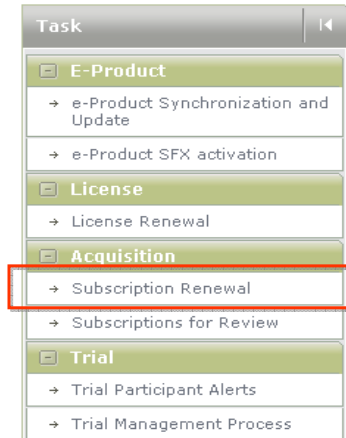 Task
E-Product
e-Product Synchronization and
Update
e-Product SFX activation
License
License Renewal
Acquisition
Subscription Renewal
Subscriptions for Review
Trial
Trial Participant Alerts
Trial Management Process